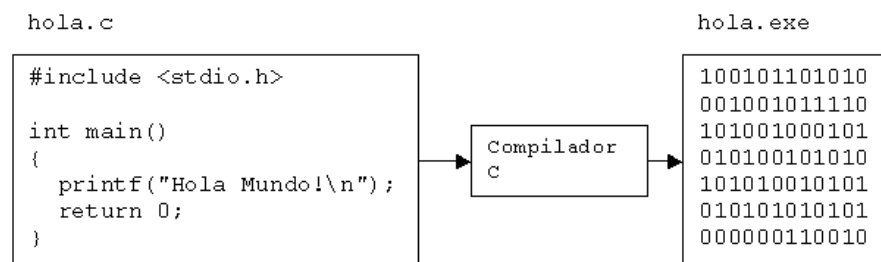 hola.c
hola.exe
#include <stdio.h>
int main()
{
printf("Hola Mundo!\n");
return 0;
}
Compilador
C
100101101010
001001011110
101001000101
010100101010
101010010101
010101010101
000000110010